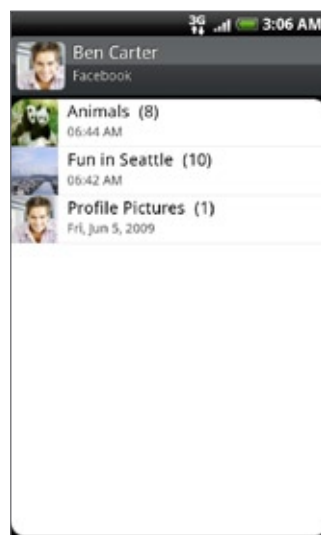 3G 3:06 AM
Ben Carter
Facebook
Animals (8)
06:44 AM
Fun in Seattle (10)
06:42 AM
Profile Pictures (1)
Fri, Jun 5, 2009